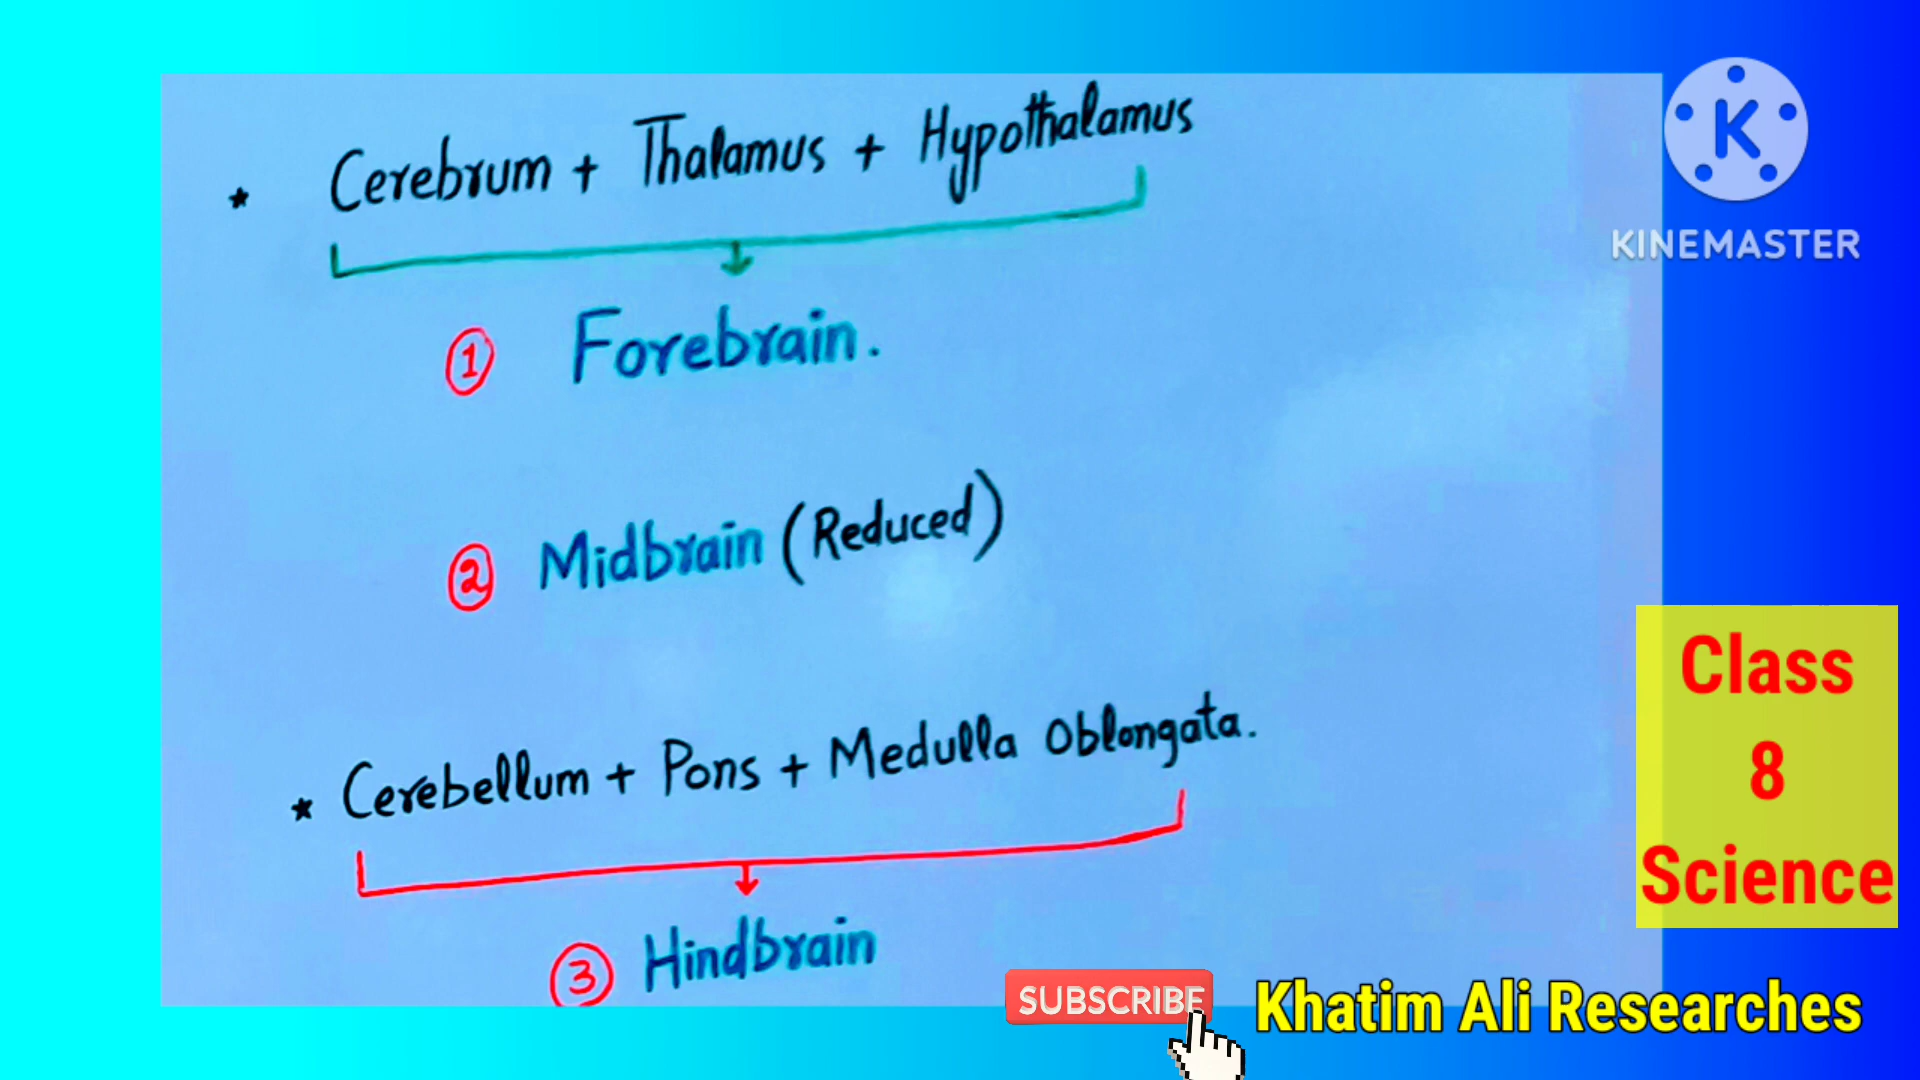 * Cerebrum + Thalamus + Hypothalamus
① Forebrain.
② Midbrain (Reduced)
* Cerebellum + Pons + Medulla Oblongata.
③ Hindbrain
K
KINEMASTER
Class
8
Science
SUBSCRIBE
Khatim Ali Researches